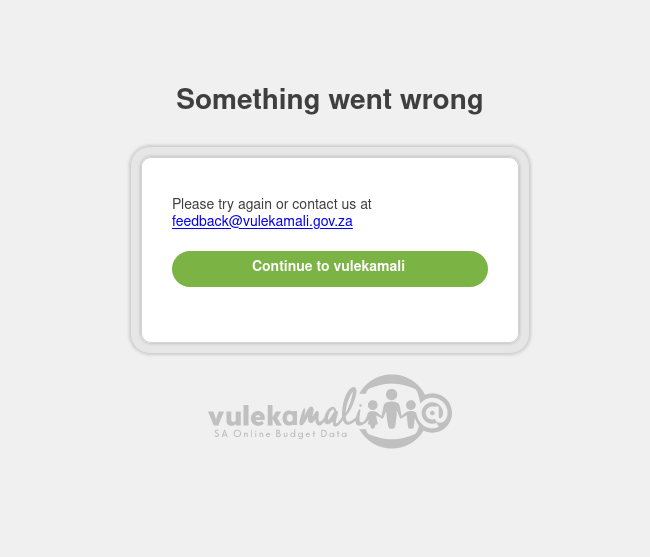 Something went wrong
Please try again or contact us at
feedback@vulekamali.gov.za
Continue to vulekamali
vulekamali@
SA Online Budget Data